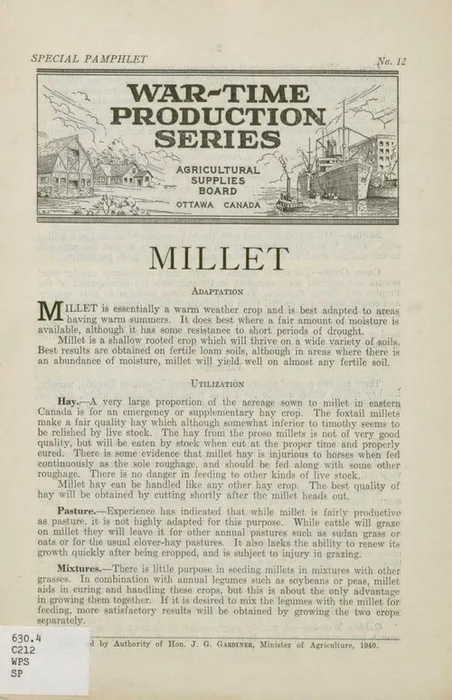 SPECIAL PAMPHLET No. 12
WAR-TIME
PRODUCTION
SERIES
AGRICULTURAL
SUPPLIES
BOARD
OTTAWA CANADA
MILLET
ADAPTATION
MILLET is essentially a warm weather crop and is best adapted to areas
having warm summers. It does best where a fair amount of moisture is
available, although it has some resistance to short periods of drought.
Millet is a shallow rooted crop which will thrive on a wide variety of soils.
Best results are obtained on fertile loam soils, although in areas where there is
an abundance of moisture, millet will yield well on almost any fertile soil.
UTILIZATION
Hay.—A very large proportion of the acreage sown to millet in eastern
Canada is for an emergency or supplementary hay crop. The foxtail millets
make a fair quality hay which although somewhat inferior to timothy seems to
be relished by live stock. The hay from the proso millets is not of very good
quality, but will be eaten by stock when cut at the proper time and properly
cured. There is some evidence that millet hay is injurious to horses when fed
continuously as the sole roughage, and should be fed along with some other
roughage. There is no danger in feeding to other kinds of live stock.
Millet hay can be handled like any other hay crop. The best quality of
hay will be obtained by cutting shortly after the millet heads out.
Pasture.—Experience has indicated that while millet is fairly productive
as pasture, it is not highly adapted for this purpose. While cattle will graze
on millet they will leave it for other annual pastures such as sudan grass or
oats or for the usual clover-hay pastures. It also lacks the ability to renew its
growth quickly after being cropped, and is subject to injury in grazing.
Mixtures.—There is little purpose in seeding millets in mixtures with other
grasses. In combination with annual legumes such as soybeans or peas, millet
aids in curing and handling these crops, but this is about the only advantage
in growing them together. If it is desired to mix the legumes with the millet for
feeding, more satisfactory results will be obtained by growing the two crops
separately.
by Authority of Hon. J. G. GARDINER, Minister of Agriculture, 1940.
630.4
C212
WPS
SP